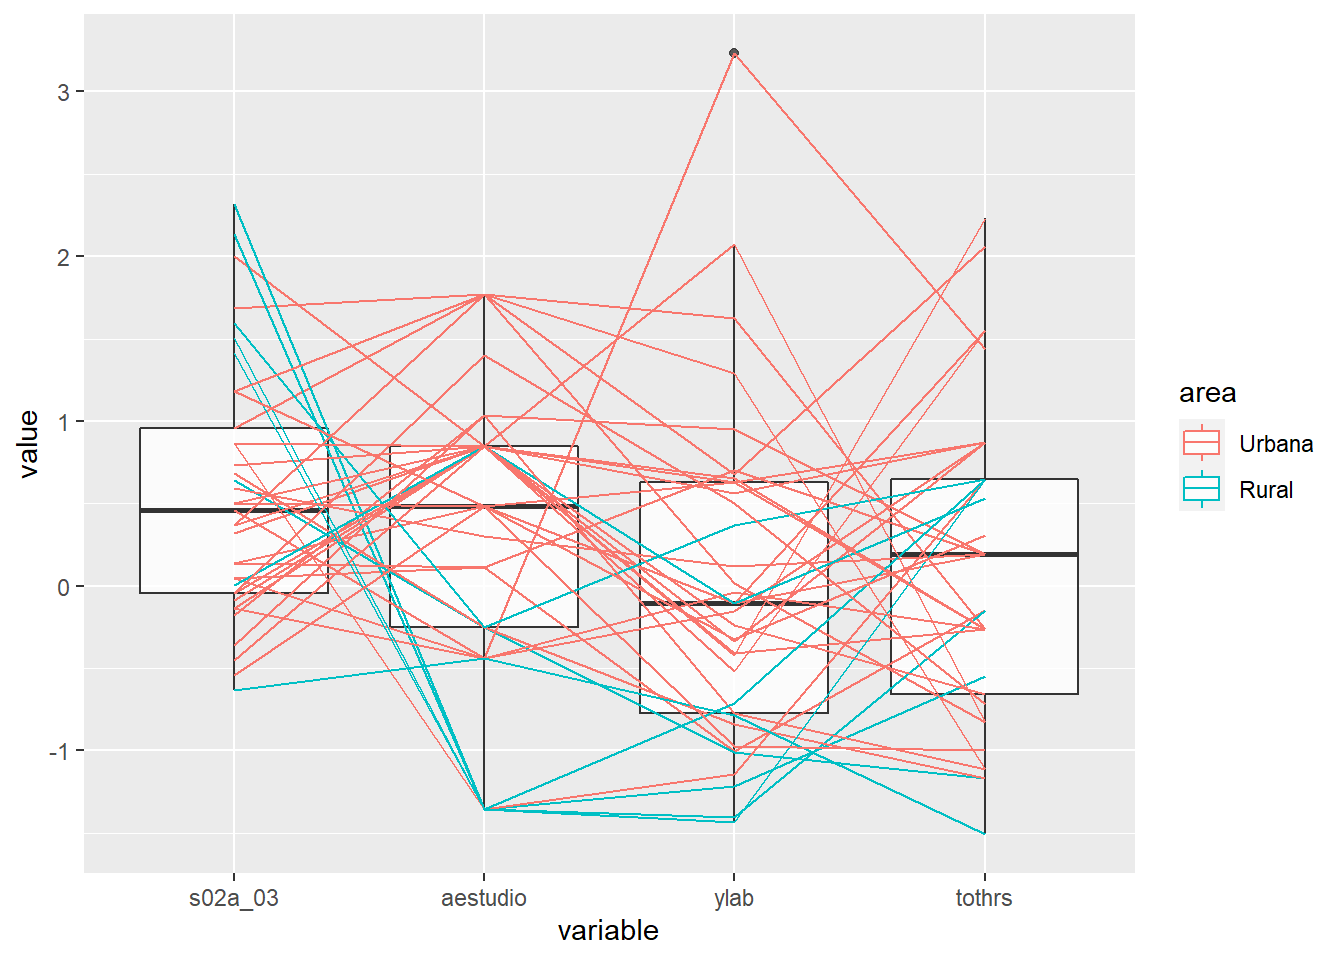 value
3
2
1
0
-1
s02a_03 aestudio ylab tothrs
variable
area
Urbana
Rural